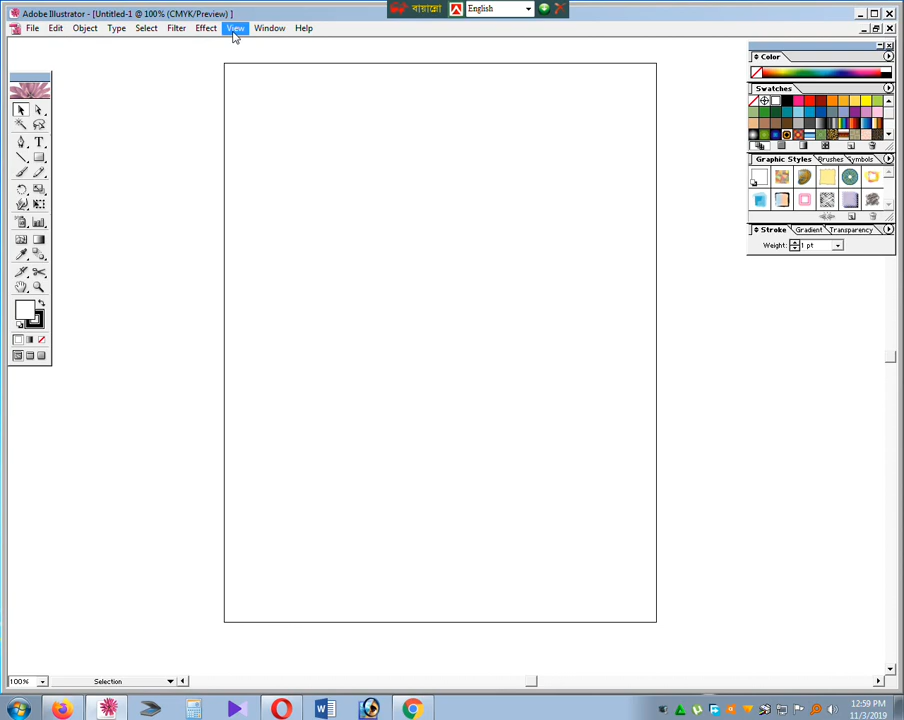 Adobe Illustrator - [Untitled-1 @ 100% (CMYK/Preview) ]
বায়ান্নো English
File Edit Object Type Select Filter Effect View Window Help
Color
Swatches
Graphic Styles Brushes Symbols
Stroke Gradient Transparency
Weight: 1 pt
T
100% Selection
12:59 PM
11/3/2019